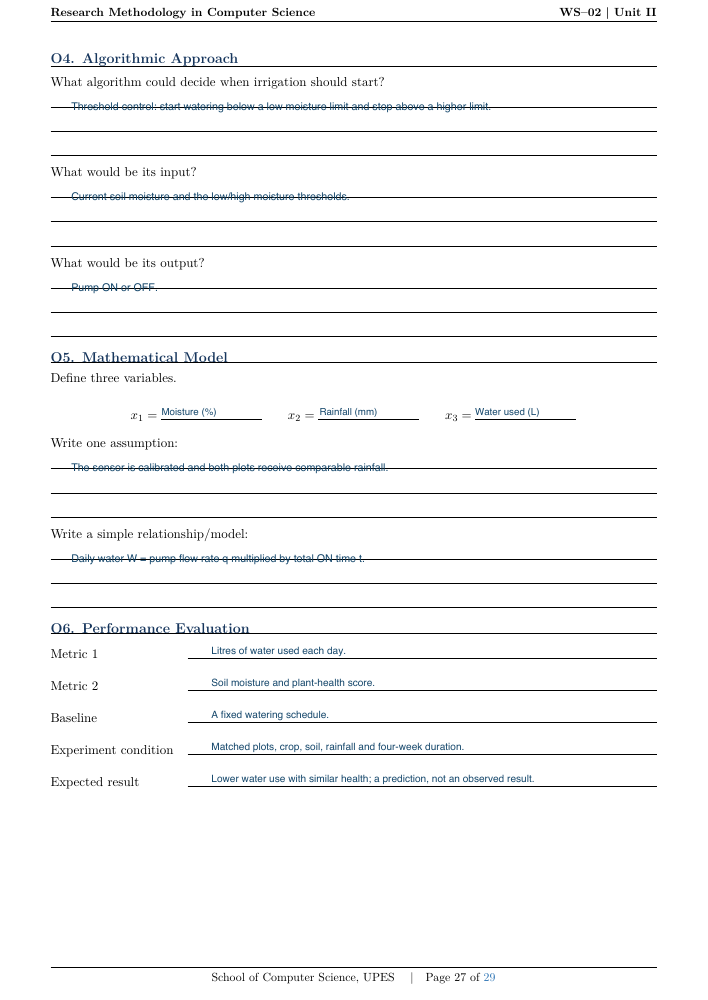 Research Methodology in Computer Science WS–02 | Unit II
O4. Algorithmic Approach
What algorithm could decide when irrigation should start?
Threshold control: start watering below a low moisture limit and stop above a higher limit.
What would be its input?
Current soil moisture and the low/high moisture thresholds.
What would be its output?
Pump ON or OFF.
O5. Mathematical Model
Define three variables.
x₁ = Moisture (%) x₂ = Rainfall (mm) x₃ = Water used (L)
Write one assumption:
The sensor is calibrated and both plots receive comparable rainfall.
Write a simple relationship/model:
Daily water W = pump flow rate q multiplied by total ON time t.
O6. Performance Evaluation
Metric 1 Litres of water used each day.
Metric 2 Soil moisture and plant-health score.
Baseline A fixed watering schedule.
Experiment condition Matched plots, crop, soil, rainfall and four-week duration.
Expected result Lower water use with similar health; a prediction, not an observed result.
School of Computer Science, UPES | Page 27 of 29